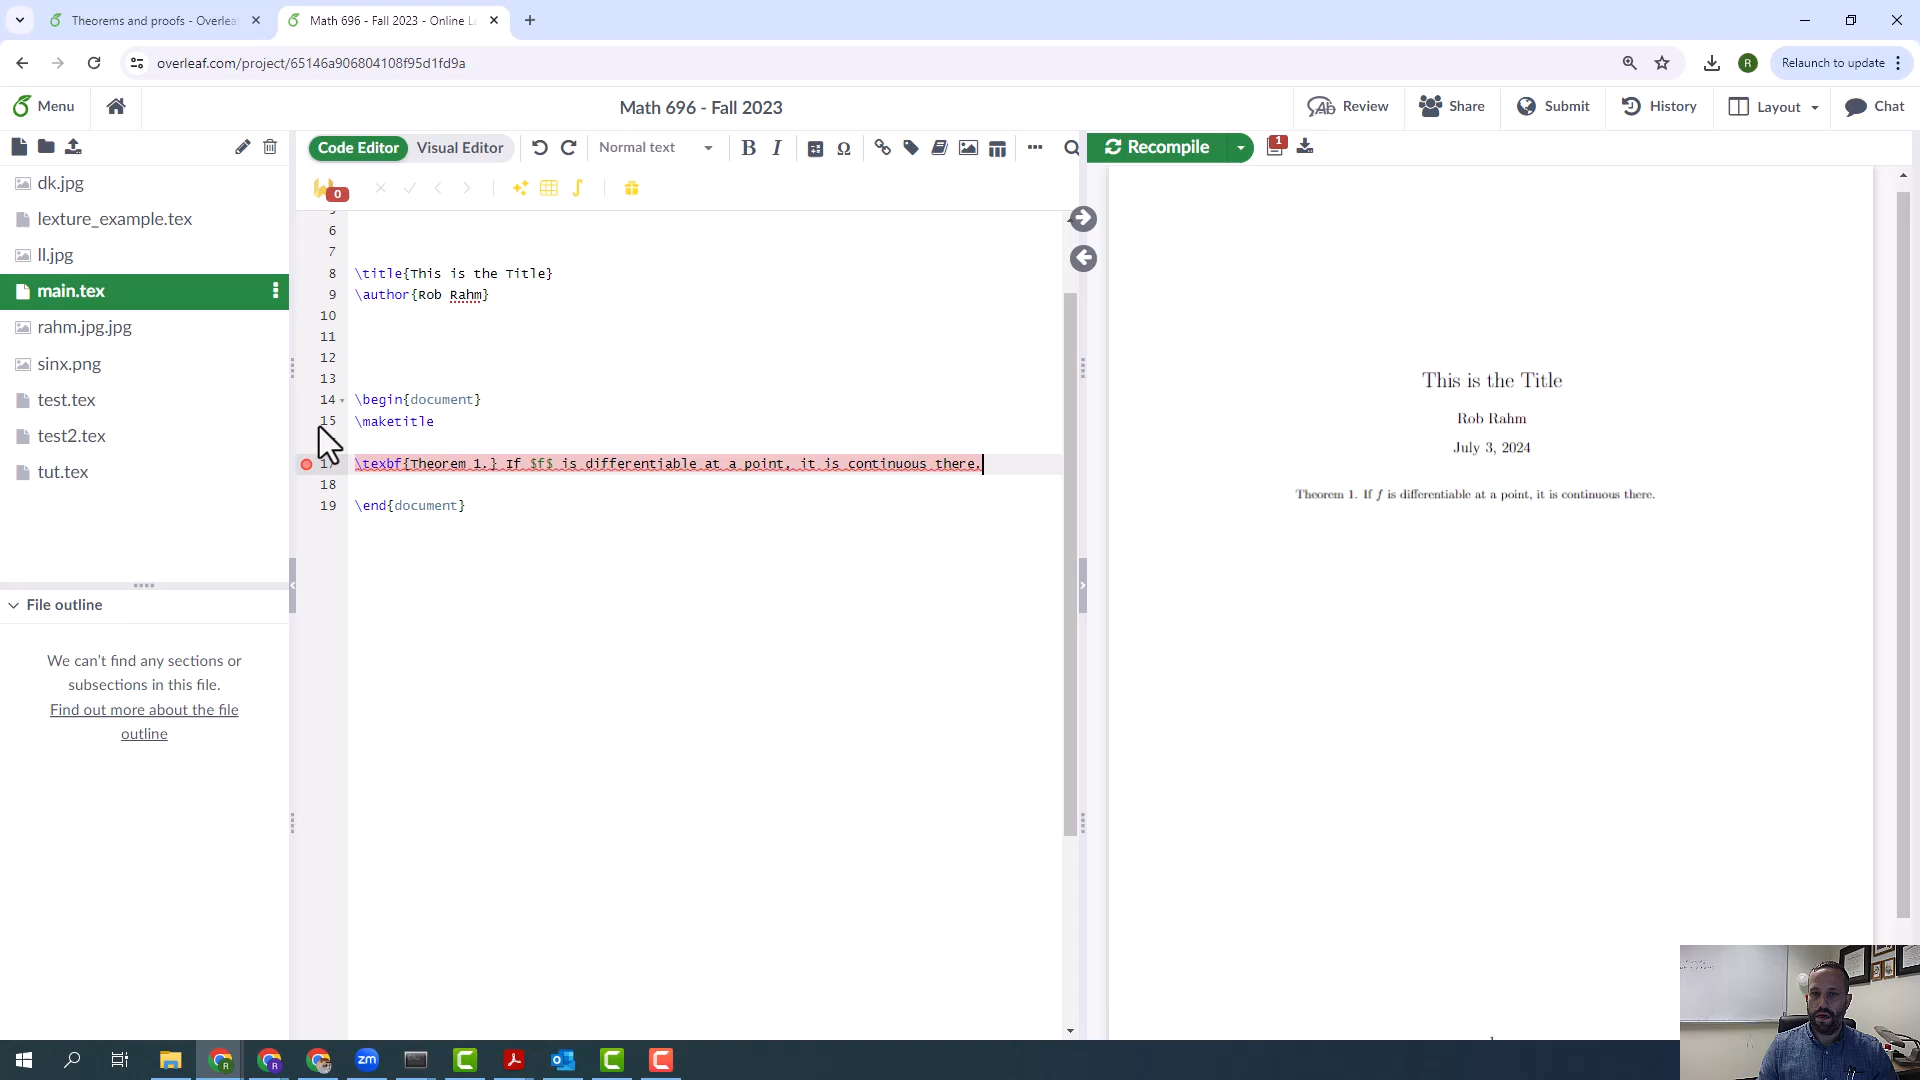 Theorems and proofs - Overlea
Math 696 - Fall 2023 - Online L
overleaf.com/project/65146a906804108f95d1fd9a
R
Relaunch to update
Menu
Math 696 - Fall 2023
Review
Share
Submit
History
Layout
Chat
Code Editor
Visual Editor
Normal text
B
I
Ω
Recompile
1
0
dk.jpg
lexture_example.tex
ll.jpg
main.tex
rahm.jpg.jpg
sinx.png
test.tex
test2.tex
tut.tex
File outline
We can't find any sections or
subsections in this file.
Find out more about the file
outline
6
7
8 \title{This is the Title}
9 \author{Rob Rahm}
10
11
12
13
14 \begin{document}
15 \maketitle
17 \texbf{Theorem 1.} If $f$ is differentiable at a point, it is continuous there.
18
19 \end{document}
This is the Title
Rob Rahm
July 3, 2024
Theorem 1. If f is differentiable at a point, it is continuous there.
zm